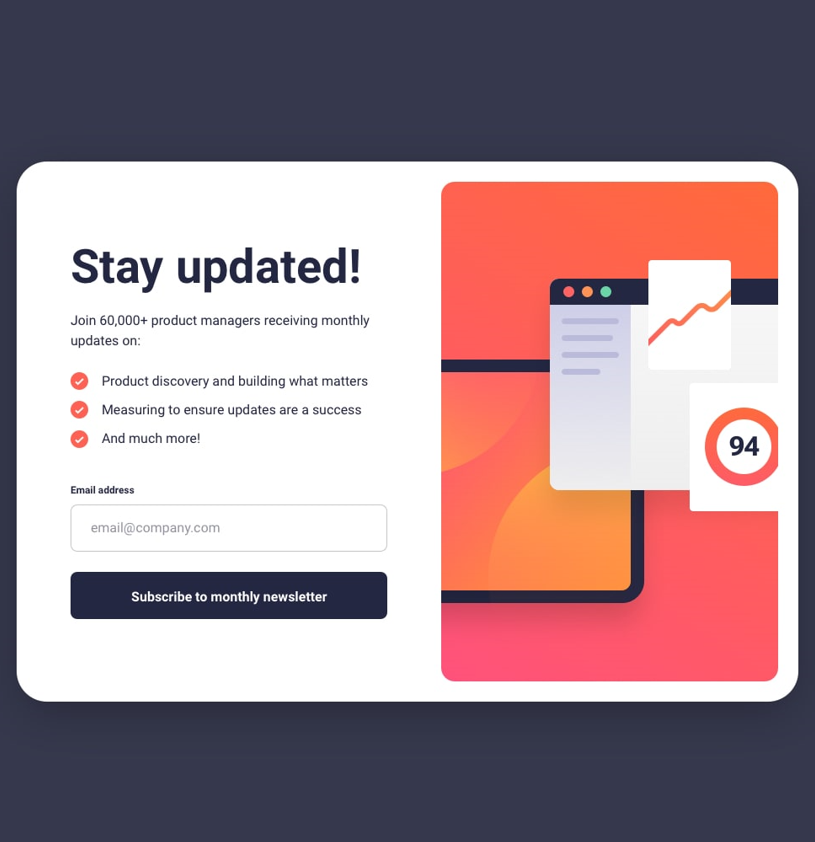 Stay updated!
Join 60,000+ product managers receiving monthly
updates on:
Product discovery and building what matters
Measuring to ensure updates are a success
And much more!
Email address
email@company.com
Subscribe to monthly newsletter
94